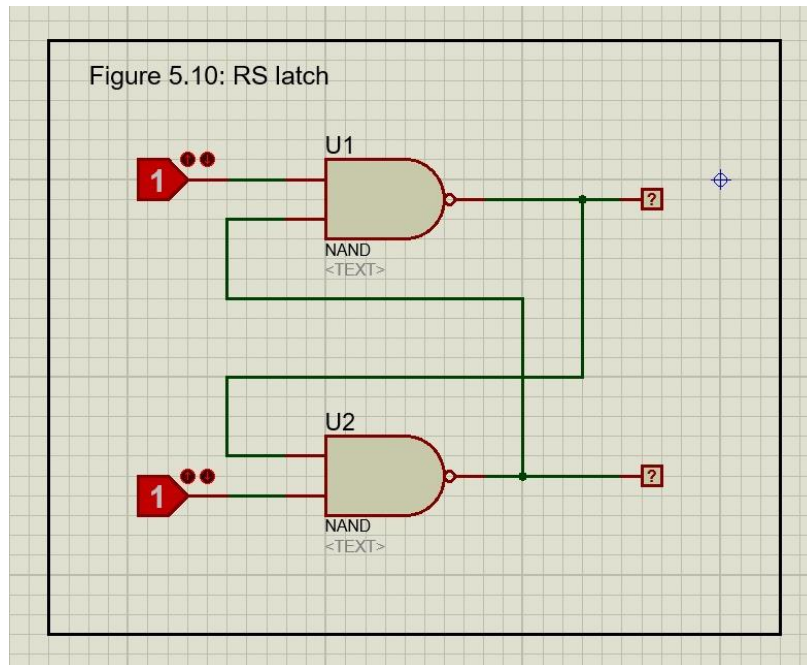 Figure 5.10: RS latch
U1
1
?
NAND
<TEXT>
U2
1
?
NAND
<TEXT>